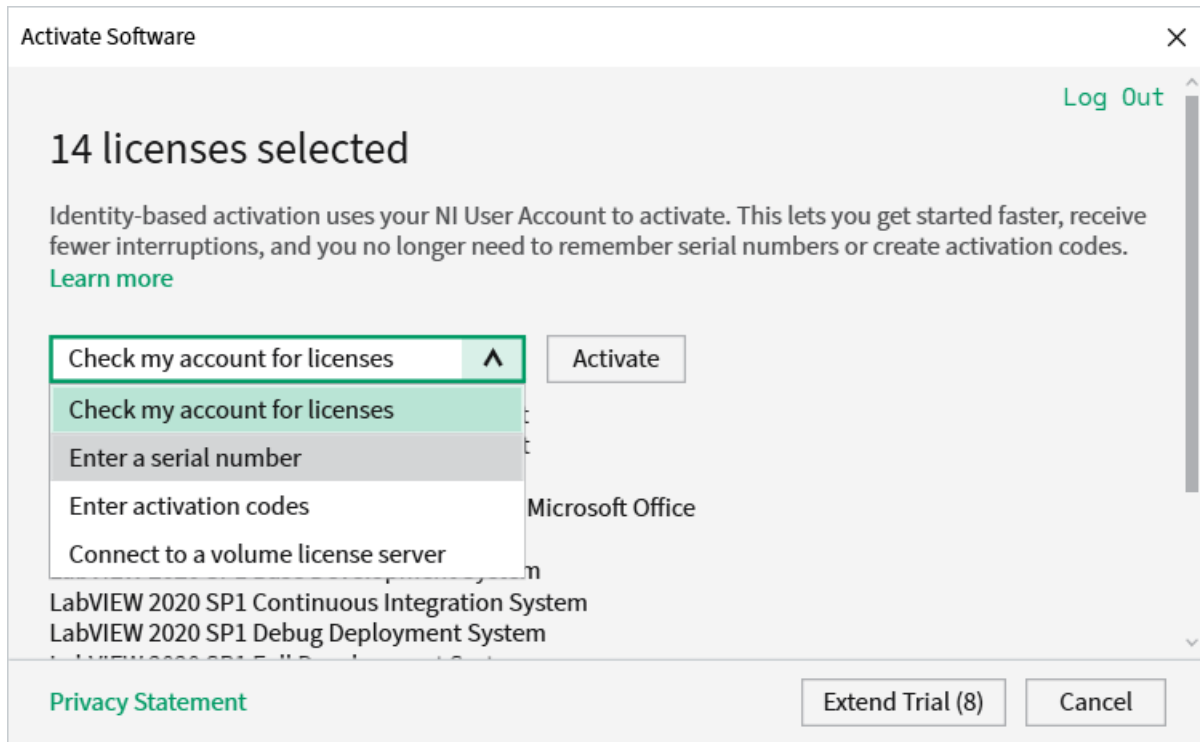 Activate Software
Log Out
14 licenses selected
Identity-based activation uses your NI User Account to activate. This lets you get started faster, receive
fewer interruptions, and you no longer need to remember serial numbers or create activation codes.
Learn more
Check my account for licenses
Activate
Check my account for licenses
Enter a serial number
Enter activation codes
Microsoft Office
Connect to a volume license server
LabVIEW 2020 SP1 Continuous Integration System
LabVIEW 2020 SP1 Debug Deployment System
Privacy Statement
Extend Trial (8)
Cancel